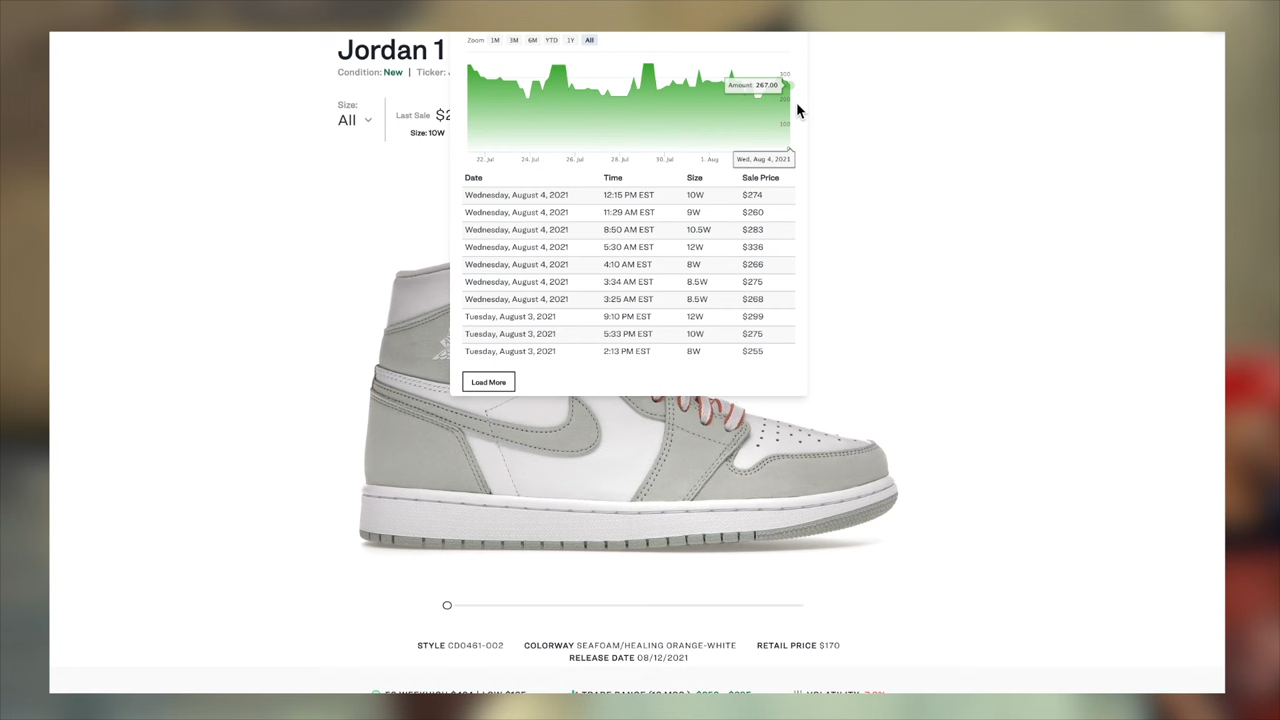 Jordan 1
Condition: New | Ticker:
Size:
All
Last Sale
Size: 10W
Zoom 1M 3M 6M YTD 1Y All
Amount: 267.00
300
200
100
22. Jul 24. Jul 26. Jul 28. Jul 30. Jul 1. Aug
Wed, Aug 4, 2021
Date Time Size Sale Price
Wednesday, August 4, 2021 12:15 PM EST 10W $274
Wednesday, August 4, 2021 11:29 AM EST 9W $260
Wednesday, August 4, 2021 8:50 AM EST 10.5W $283
Wednesday, August 4, 2021 5:30 AM EST 12W $336
Wednesday, August 4, 2021 4:10 AM EST 8W $266
Wednesday, August 4, 2021 3:34 AM EST 8.5W $275
Wednesday, August 4, 2021 3:25 AM EST 8.5W $268
Tuesday, August 3, 2021 9:10 PM EST 12W $299
Tuesday, August 3, 2021 5:33 PM EST 10W $275
Tuesday, August 3, 2021 2:13 PM EST 8W $255
Load More
STYLE CD0461-002 COLORWAY SEAFOAM/HEALING ORANGE-WHITE RETAIL PRICE $170
RELEASE DATE 08/12/2021